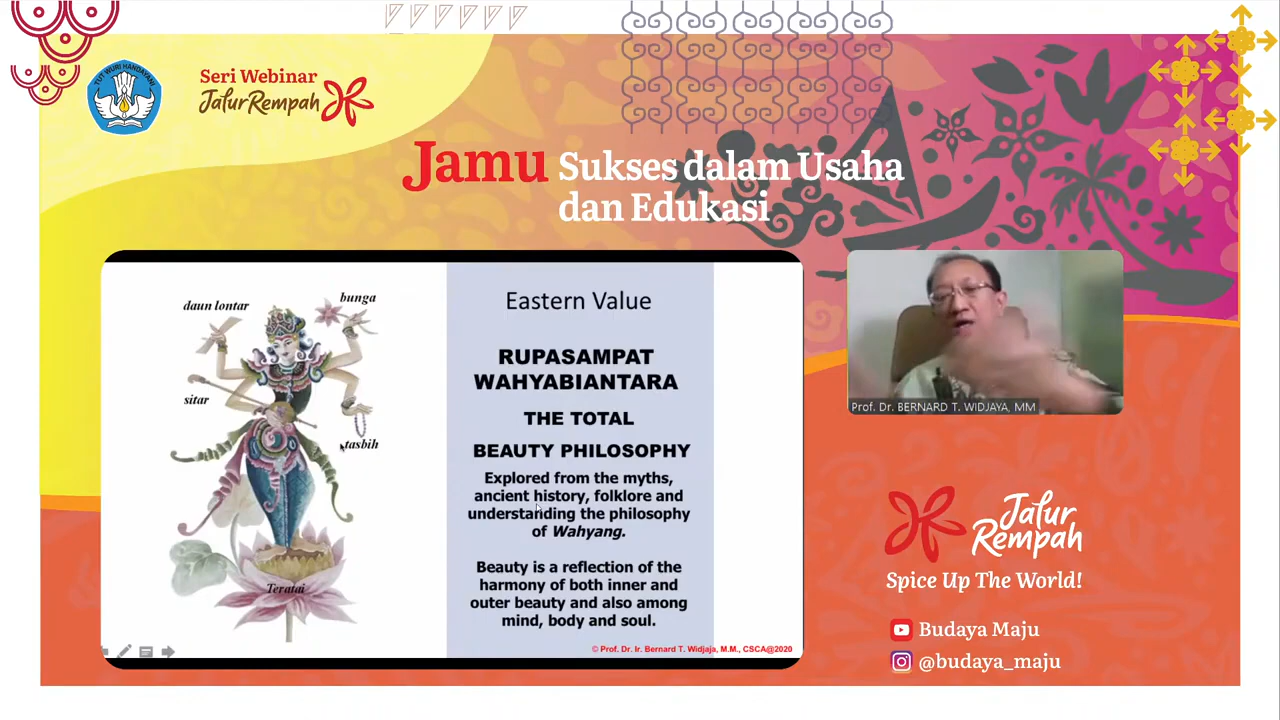 TUT WURI HANDAYANI
Seri Webinar
Jalur Rempah
Jamu Sukses dalam Usaha
dan Edukasi
daun lontar
bunga
sitar
tasbih
Teratai
Eastern Value
RUPASAMPAT
WAHYABIANTARA
THE TOTAL
BEAUTY PHILOSOPHY
Explored from the myths,
ancient history, folklore and
understanding the philosophy
of Wahyang.
Beauty is a reflection of the
harmony of both inner and
outer beauty and also among
mind, body and soul.
© Prof. Dr. Ir. Bernard T. Widjaja, M.M., CSCA@2020
Prof. Dr. BERNARD T. WIDJAYA, MM
Jalur
Rempah
Spice Up The World!
Budaya Maju
@budaya_maju